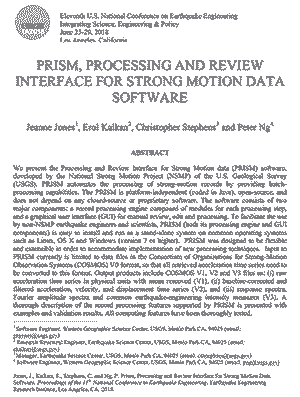 Eleventh U.S. National Conference on Earthquake Engineering
Integrating Science, Engineering & Policy
June 25-29, 2018
Los Angeles, California
PRISM, PROCESSING AND REVIEW
INTERFACE FOR STRONG MOTION DATA
SOFTWARE
Jeanne Jones¹, Erol Kalkan², Christopher Stephens³ and Peter Ng⁴
ABSTRACT
We present the Processing and Review Interface for Strong Motion data (PRISM) software,
developed by the National Strong Motion Project (NSMP) of the U.S. Geological Survey
(USGS). PRISM automates the processing of strong-motion records by providing batch-
processing capabilities. The PRISM is platform-independent (coded in Java), open-source, and
does not depend on any closed-source or proprietary software. The software consists of two
major components: a record processing engine composed of modules for each processing step,
and a graphical user interface (GUI) for manual review, edit and processing. To facilitate the use
by non-NSMP earthquake engineers and scientists, PRISM (both its processing engine and GUI
components) is easy to install and run as a stand-alone system on common operating systems
such as Linux, OS X and Windows (version 7 or higher). PRISM was designed to be flexible
and extensible in order to accommodate implementation of new processing techniques. Input to
PRISM currently is limited to data files in the Consortium of Organizations for Strong-Motion
Observation Systems (COSMOS) V0 format, so that all retrieved acceleration time series need
to be converted to this format. Output products include COSMOS V1, V2 and V3 files as: (i) raw
acceleration time series in physical units with mean removed (V1), (ii) baseline-corrected and
filtered acceleration, velocity, and displacement time series (V2), and (iii) response spectra,
Fourier amplitude spectra and common earthquake-engineering intensity measures (V3). A
thorough description of the record processing features supported by PRISM is presented with
examples and validation results. All computing features have been thoroughly tested.
¹ Software Engineer, Western Geographic Science Center, USGS, Menlo Park CA, 94025 (email:
² Research Structural Engineer, Earthquake Science Center, USGS, Menlo Park CA, 94025 (email:
³ Manager, Earthquake Science Center, USGS, Menlo Park CA, 94025 (email:
⁴ Software Engineer, Western Geographic Science Center, USGS, Menlo Park CA, 94025 (email:
Jones, J., Kalkan, E., Stephens, C. and Ng, P. Prism, Processing and Review Interface for Strong Motion Data
Software. Proceedings of the 11th National Conference in Earthquake Engineering, Earthquake Engineering
Research Institute, Los Angeles, CA. 2018.